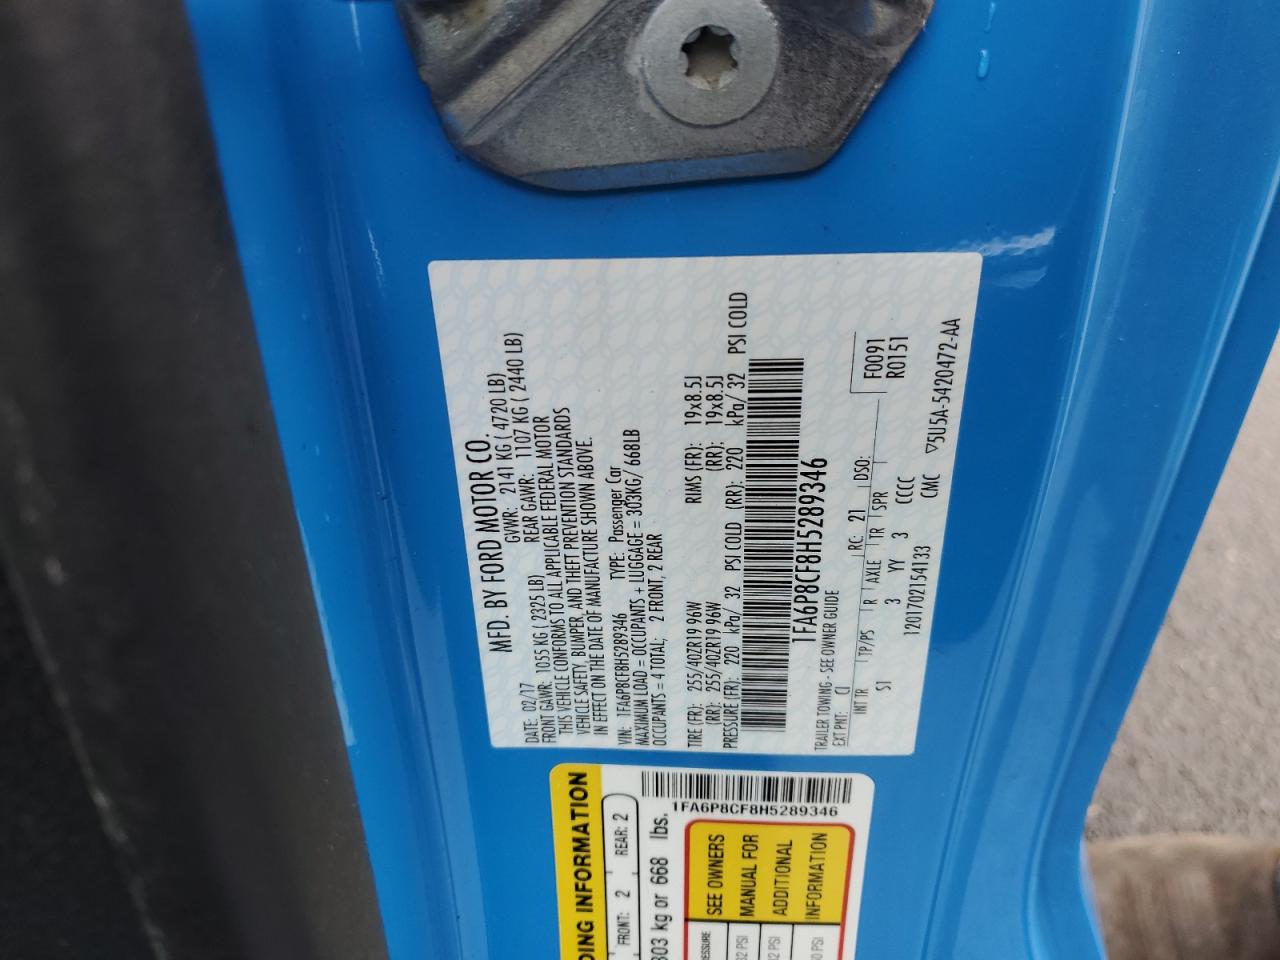 MFD. BY FORD MOTOR CO.
DATE: 02/17 GVWR: 2141 KG ( 4720 LB)
FRONT GAWR: 1055 KG ( 2325 LB) REAR GAWR: 1107 KG ( 2440 LB)
THIS VEHICLE CONFORMS TO ALL APPLICABLE FEDERAL MOTOR
VEHICLE SAFETY, BUMPER, AND THEFT PREVENTION STANDARDS
IN EFFECT ON THE DATE OF MANUFACTURE SHOWN ABOVE.
VIN: 1FA6P8CF8H5289346 TYPE: Passenger Car
MAXIMUM LOAD = OCCUPANTS + LUGGAGE = 303KG/ 668LB
OCCUPANTS = 4 TOTAL; 2 FRONT, 2 REAR
TIRE (FR): 255/40ZR19 96W RIMS (FR): 19x8.5J
(RR): 255/40ZR19 96W (RR): 19x8.5J
PRESSURE (FR): 220 kPa/ 32 PSI COLD (RR): 220 kPa/ 32 PSI COLD
1FA6P8CF8H5289346
TRAILER TOWING - SEE OWNER GUIDE
EXT PNT: CI RC: 21 DSO: F0091
INT TR TP/PS R AXLE TR SPR R0151
SI 3 YY 3 CCCC
1201702154133 CMC ▽5U5A-5420472-AA
1FA6P8CF8H5289346
DING INFORMATION
FRONT: 2 REAR: 2
303 kg or 668 lbs.
SEE OWNERS
MANUAL FOR
ADDITIONAL
INFORMATION
PSI
PSI
PSI